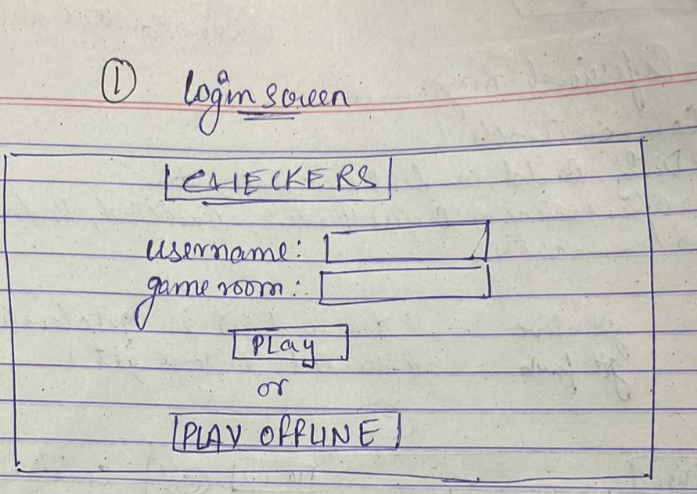 ① login screen
CHECKERS
username:
game room:
PLay
or
PLAY OFFLINE